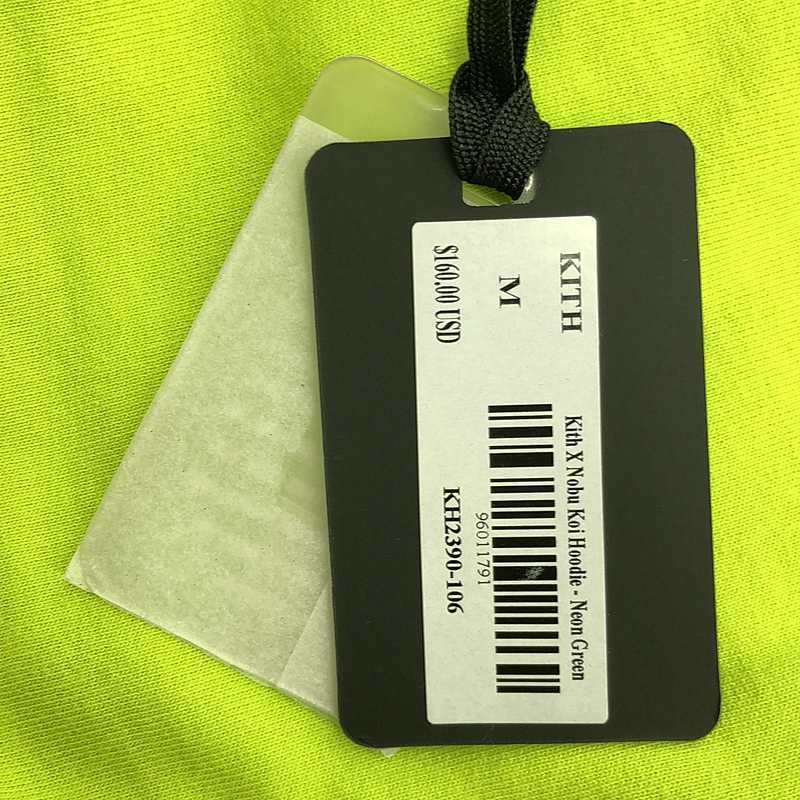 KITH
Kith X Nobu Koi Hoodie - Neon Green
M
96011791
$160.00 USD
KH2390-106